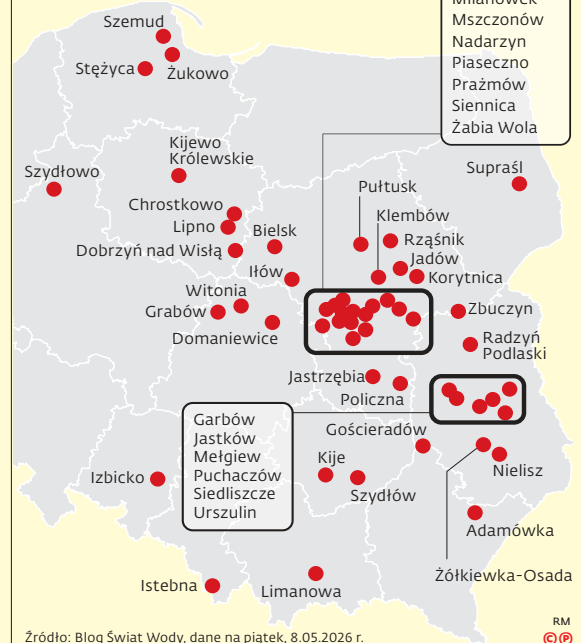 Milanówek
Mszczonów
Nadarzyn
Piaseczno
Prażmów
Siennica
Żabia Wola
Szemud
Stężyca
Żukowo
Kijewo
Królewskie
Szydłowo
Supraśl
Pułtusk
Chrostkowo
Klembów
Lipno
Bielsk
Rząśnik
Dobrzyń nad Wisłą
Jadów
Iłów
Korytnica
Witonia
Grabów
Zbuczyn
Domaniewice
Radzyń
Podlaski
Jastrzębia
Policzna
Garbów
Jastków
Mełgiew
Puchaczów
Siedliszcze
Urszulin
Gościeradów
Kije
Nielisz
Izbicko
Szydłów
Adamówka
Żółkiewka-Osada
Istebna
Limanowa
RM
Źródło: Blog Świat Wody, dane na piątek, 8.05.2026 r.
©℗